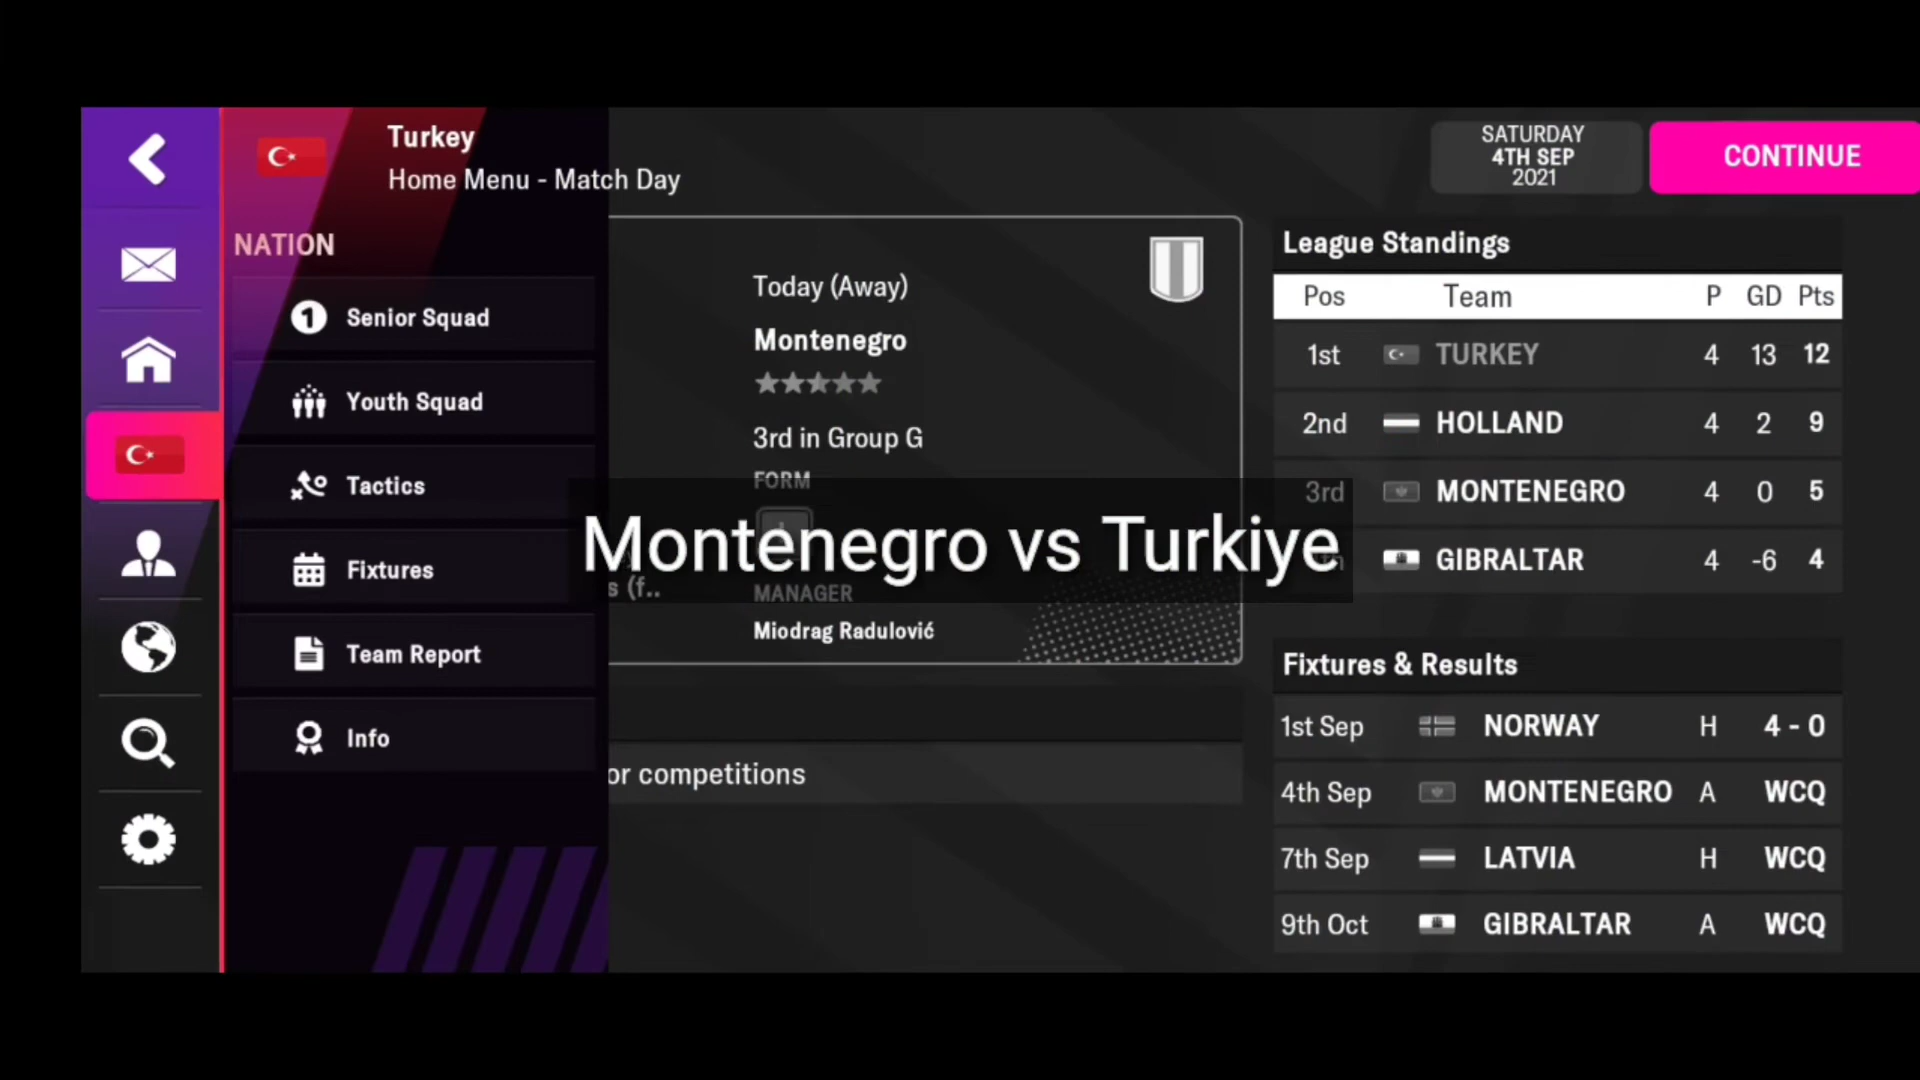 Turkey
Home Menu - Match Day
SATURDAY
4TH SEP
2021
CONTINUE
NATION
1 Senior Squad
Youth Squad
Tactics
Fixtures
Team Report
Info
Today (Away)
Montenegro
3rd in Group G
FORM
Montenegro vs Turkiye
s (f..
MANAGER
Miodrag Radulović
or competitions
League Standings
Pos Team P GD Pts
1st TURKEY 4 13 12
2nd HOLLAND 4 2 9
3rd MONTENEGRO 4 0 5
GIBRALTAR 4 -6 4
Fixtures & Results
1st Sep NORWAY H 4 - 0
4th Sep MONTENEGRO A WCQ
7th Sep LATVIA H WCQ
9th Oct GIBRALTAR A WCQ